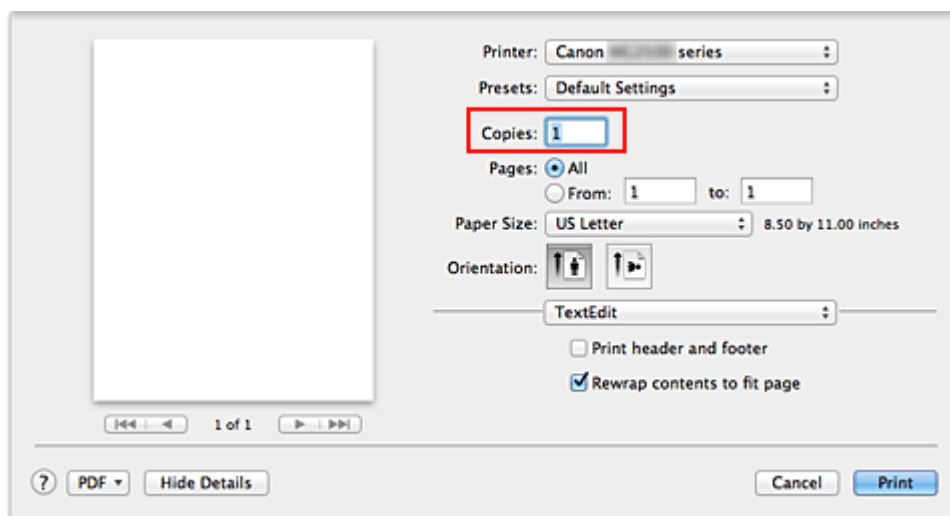 Printer: Canon series
Presets: Default Settings
Copies: 1
Pages: All
From: 1 to: 1
Paper Size: US Letter 8.50 by 11.00 inches
Orientation:
TextEdit
Print header and footer
Rewrap contents to fit page
1 of 1
? PDF Hide Details Cancel Print